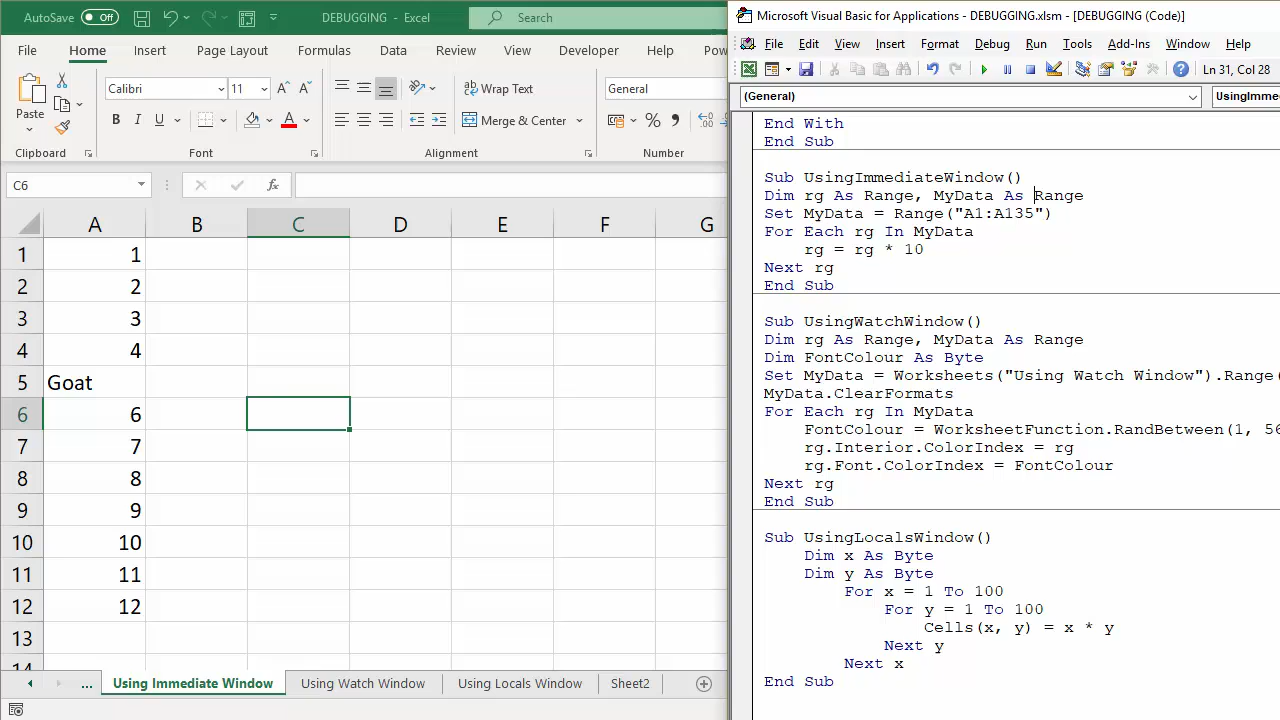 AutoSave Off DEBUGGING - Excel Search
File Home Insert Page Layout Formulas Data Review View Developer Help Pow
Paste Calibri 11 A A Wrap Text General
B I U A Merge & Center % 9 .00
Clipboard Font Alignment Number
C6 fx
A B C D E F G
1 1
2 2
3 3
4 4
5 Goat
6 6
7 7
8 8
9 9
10 10
11 11
12 12
13
14
... Using Immediate Window Using Watch Window Using Locals Window Sheet2
Microsoft Visual Basic for Applications - DEBUGGING.xlsm - [DEBUGGING (Code)]
File Edit View Insert Format Debug Run Tools Add-Ins Window Help
Ln 31, Col 28
(General) UsingImme
End With
End Sub
Sub UsingImmediateWindow()
Dim rg As Range, MyData As Range
Set MyData = Range("A1:A135")
For Each rg In MyData
rg = rg * 10
Next rg
End Sub
Sub UsingWatchWindow()
Dim rg As Range, MyData As Range
Dim FontColour As Byte
Set MyData = Worksheets("Using Watch Window").Range(
MyData.ClearFormats
For Each rg In MyData
FontColour = WorksheetFunction.RandBetween(1, 56
rg.Interior.ColorIndex = rg
rg.Font.ColorIndex = FontColour
Next rg
End Sub
Sub UsingLocalsWindow()
Dim x As Byte
Dim y As Byte
For x = 1 To 100
For y = 1 To 100
Cells(x, y) = x * y
Next y
Next x
End Sub